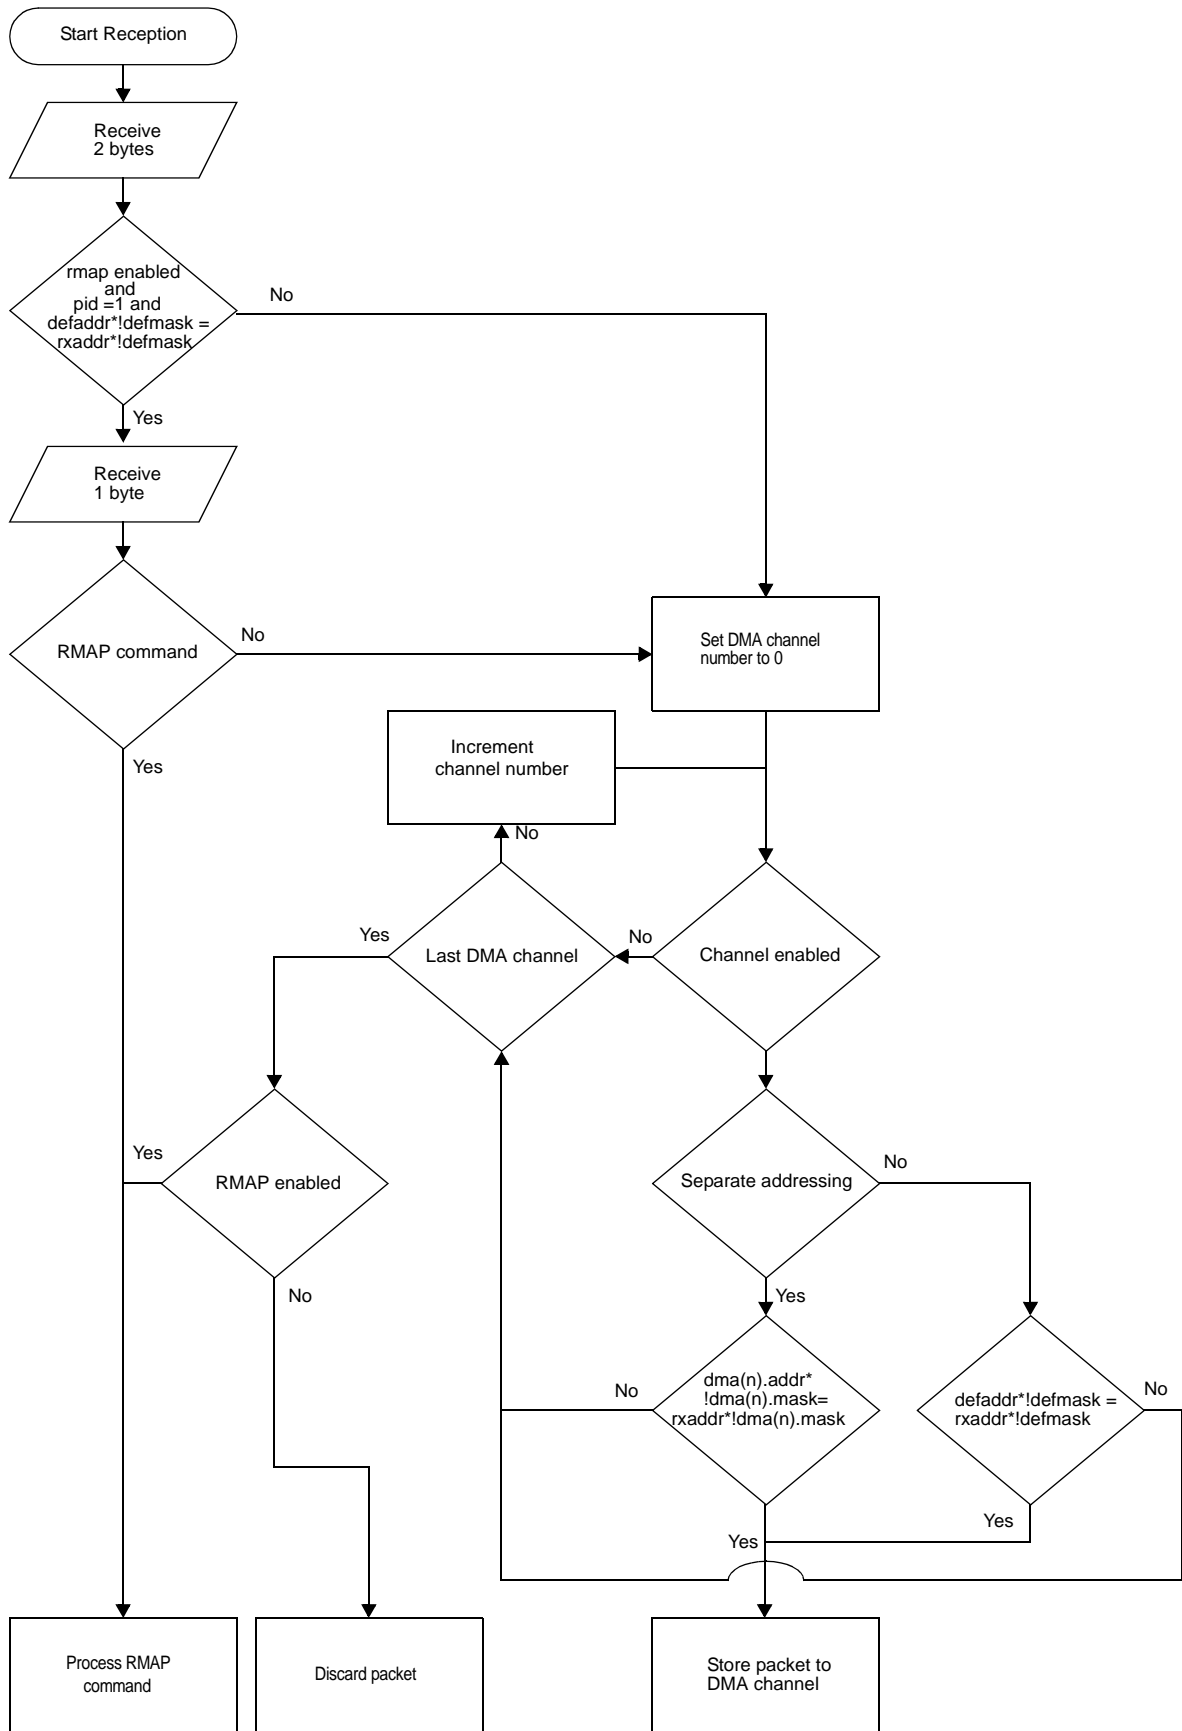 Start Reception
Receive
2 bytes
rmap enabled
and
pid =1 and
defaddr*!defmask =
rxaddr*!defmask
No
Yes
Receive
1 byte
RMAP command
No
Yes
Set DMA channel
number to 0
Increment
channel number
No
Yes
Last DMA channel
No
Channel enabled
Yes
RMAP enabled
No
Separate addressing
No
Yes
dma(n).addr*
!dma(n).mask=
rxaddr*!dma(n).mask
No
defaddr*!defmask =
rxaddr*!defmask
No
Yes
Yes
Process RMAP
command
Discard packet
Store packet to
DMA channel